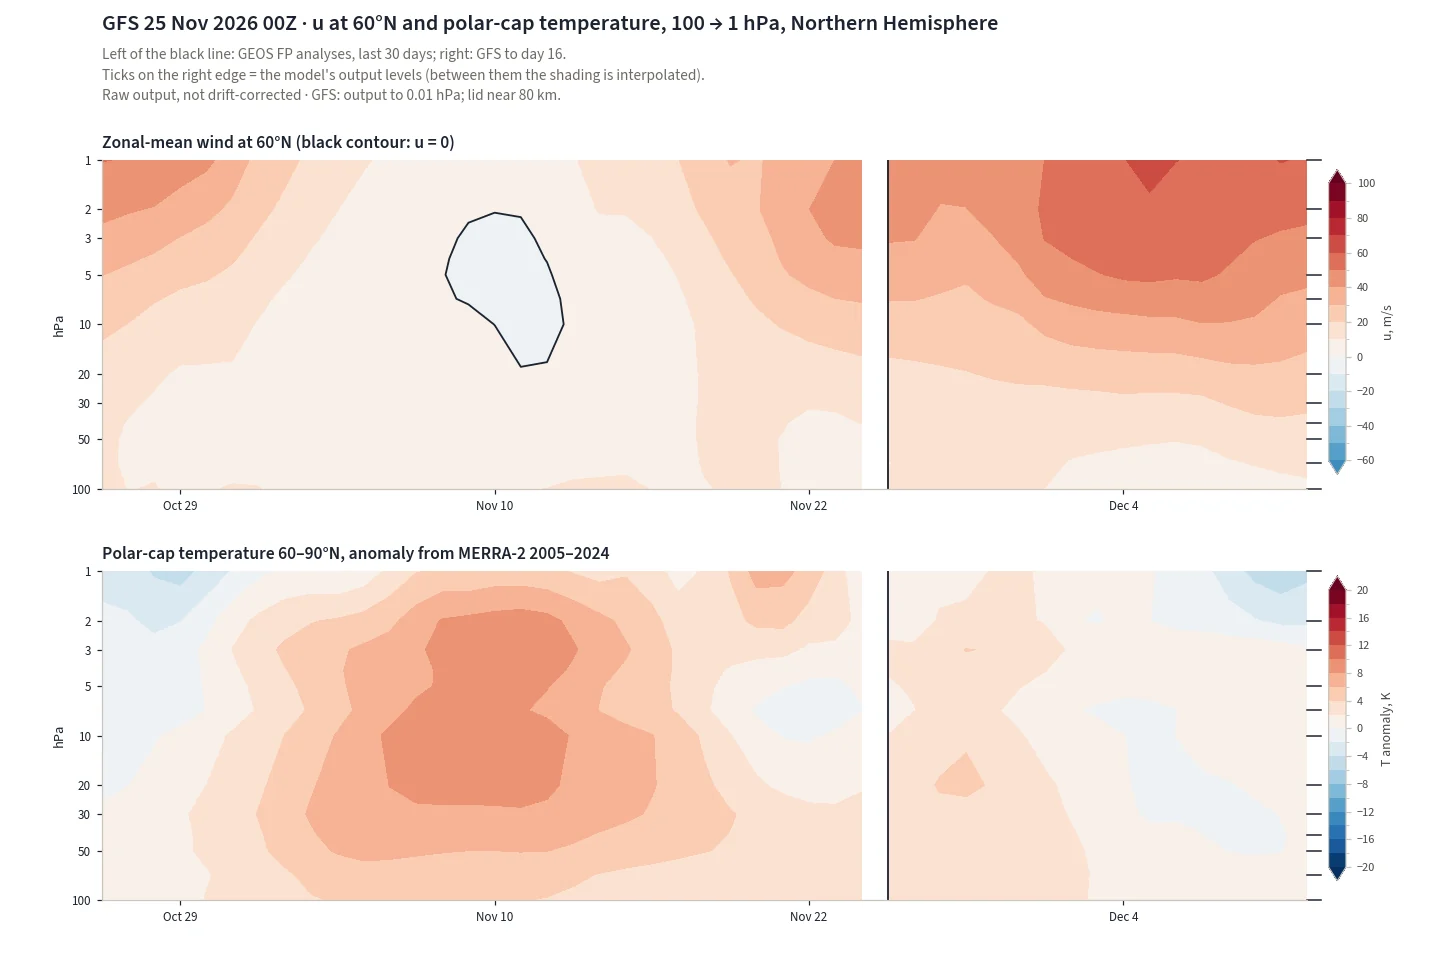 GFS 25 Nov 2026 00Z · u at 60°N and polar-cap temperature, 100 → 1 hPa, Northern Hemisphere
Left of the black line: GEOS FP analyses, last 30 days; right: GFS to day 16.
Ticks on the right edge = the model's output levels (between them the shading is interpolated).
Raw output, not drift-corrected · GFS: output to 0.01 hPa; lid near 80 km.
Zonal-mean wind at 60°N (black contour: u = 0)
1
2
3
5
10
20
30
50
100
hPa
Oct 29
Nov 10
Nov 22
Dec 4
100
80
60
40
20
0
−20
−40
−60
u, m/s
Polar-cap temperature 60–90°N, anomaly from MERRA-2 2005–2024
1
2
3
5
10
20
30
50
100
hPa
Oct 29
Nov 10
Nov 22
Dec 4
20
16
12
8
4
0
−4
−8
−12
−16
−20
T anomaly, K